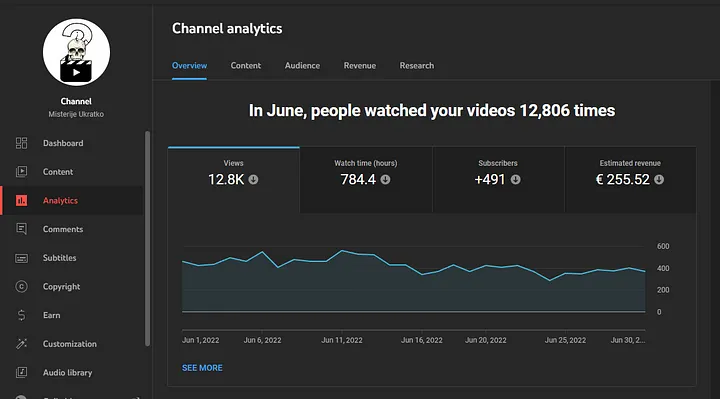 Channel analytics
Overview Content Audience Revenue Research
Channel
Misterije Ukratko
Dashboard
Content
Analytics
Comments
Subtitles
Copyright
Earn
Customization
Audio library
In June, people watched your videos 12,806 times
Views
12.8K
Watch time (hours)
784.4
Subscribers
+491
Estimated revenue
€ 255.52
600
400
200
0
Jun 1, 2022 Jun 6, 2022 Jun 11, 2022 Jun 16, 2022 Jun 20, 2022 Jun 25, 2022 Jun 30, 2...
SEE MORE